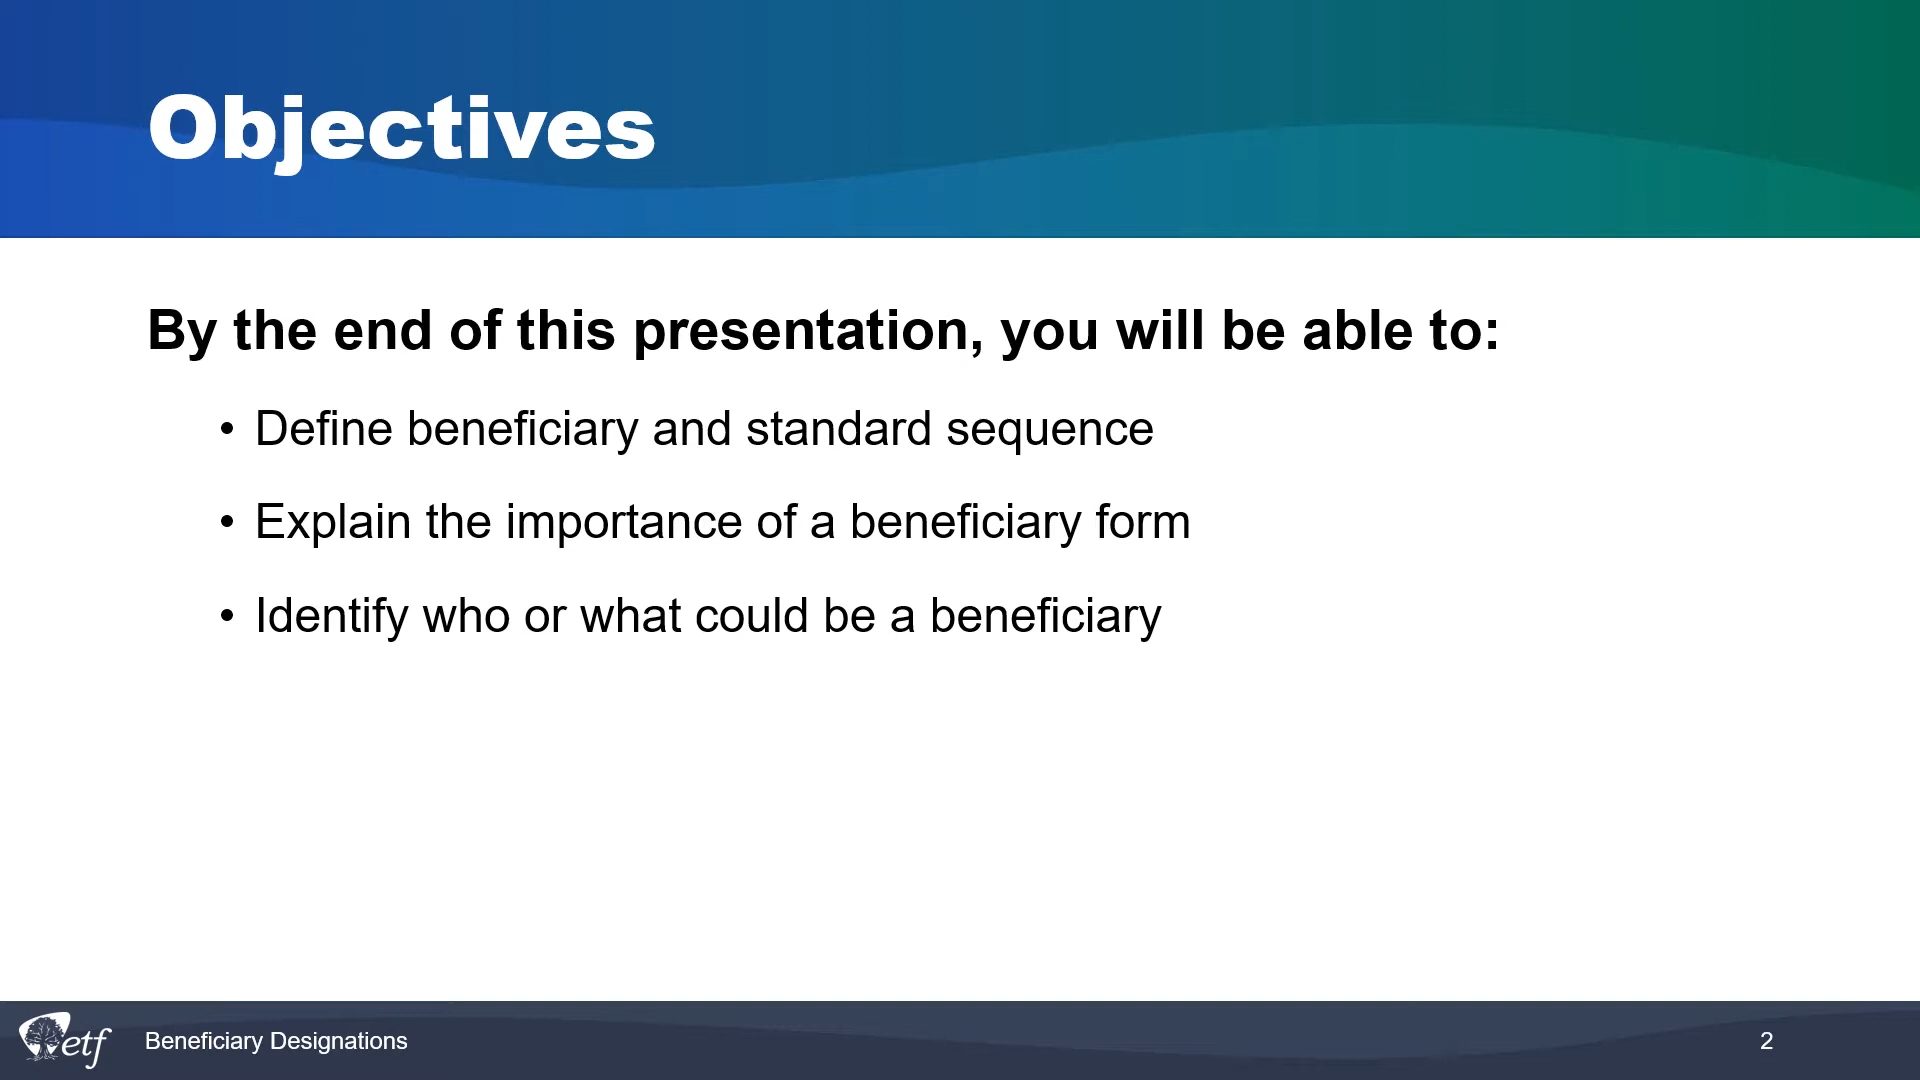 Objectives
By the end of this presentation, you will be able to:
• Define beneficiary and standard sequence
• Explain the importance of a beneficiary form
• Identify who or what could be a beneficiary
etf
Beneficiary Designations
2